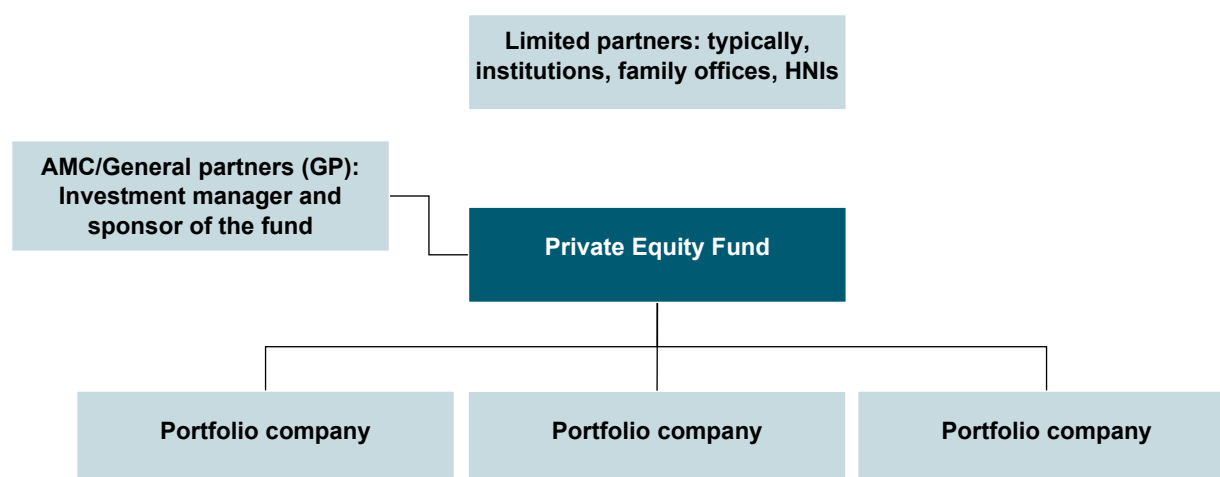 Limited partners: typically,
institutions, family offices, HNIs
AMC/General partners (GP):
Investment manager and
sponsor of the fund
Private Equity Fund
Portfolio company
Portfolio company
Portfolio company